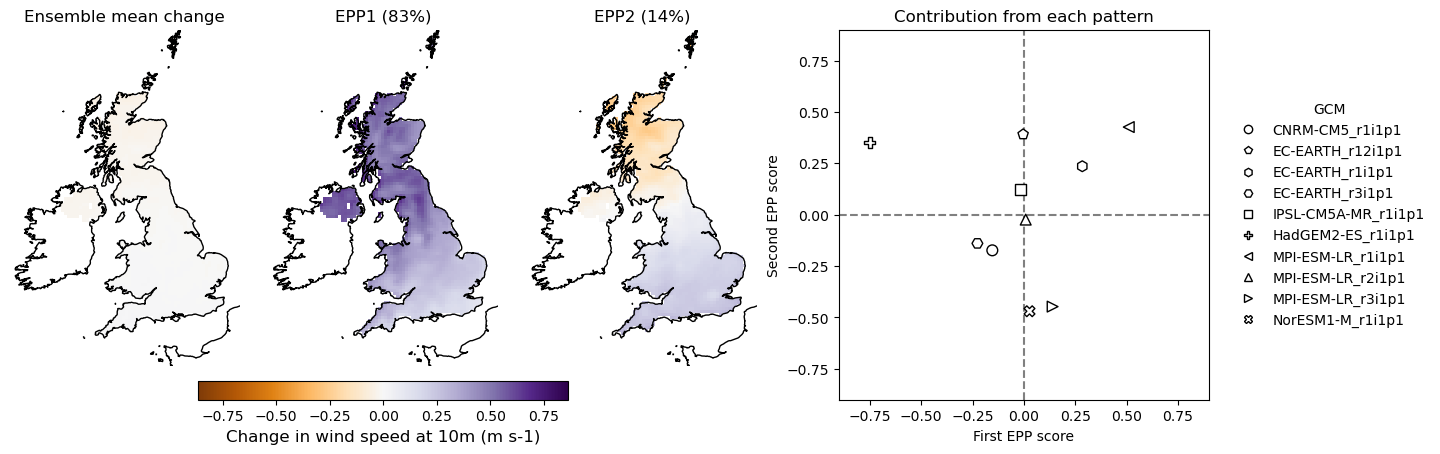 Ensemble mean change
EPP1 (83%)
EPP2 (14%)
Contribution from each pattern
−0.75 −0.50 −0.25 0.00 0.25 0.50 0.75
Change in wind speed at 10m (m s-1)
Second EPP score
0.75
0.50
0.25
0.00
−0.25
−0.50
−0.75
−0.75 −0.50 −0.25 0.00 0.25 0.50 0.75
First EPP score
GCM
CNRM-CM5_r1i1p1
EC-EARTH_r12i1p1
EC-EARTH_r1i1p1
EC-EARTH_r3i1p1
IPSL-CM5A-MR_r1i1p1
HadGEM2-ES_r1i1p1
MPI-ESM-LR_r1i1p1
MPI-ESM-LR_r2i1p1
MPI-ESM-LR_r3i1p1
NorESM1-M_r1i1p1